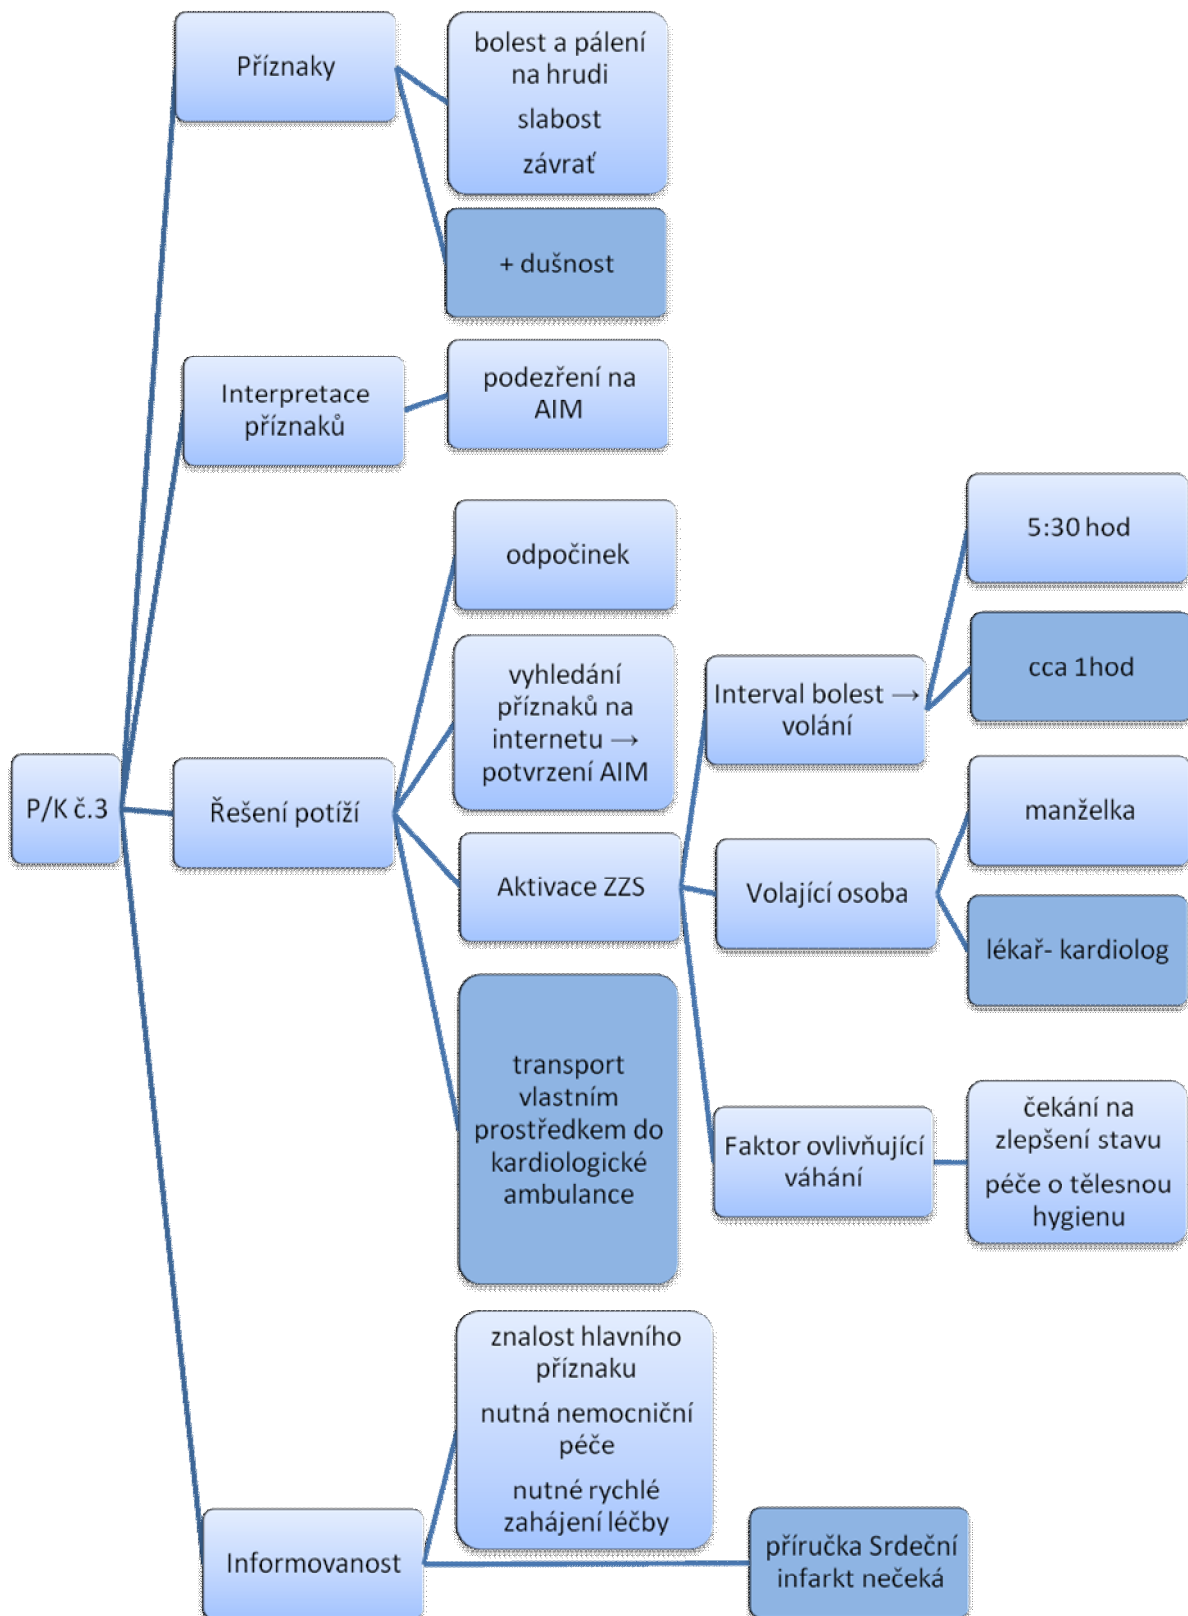 Příznaky
bolest a pálení
na hrudi
slabost
závrať
+ dušnost
Interpretace
příznaků
podezření na
AIM
P/K č.3
Řešení potíží
odpočinek
vyhledání
příznaků na
internetu →
potvrzení AIM
Aktivace ZZS
Interval bolest →
volání
5:30 hod
cca 1hod
Volající osoba
manželka
lékař- kardiolog
Faktor ovlivňující
váhání
čekání na
zlepšení stavu
péče o tělesnou
hygienu
transport
vlastním
prostředkem do
kardiologické
ambulance
Informovanost
znalost hlavního
příznaku
nutná nemocniční
péče
nutné rychlé
zahájení léčby
příručka Srdeční
infarkt nečeká